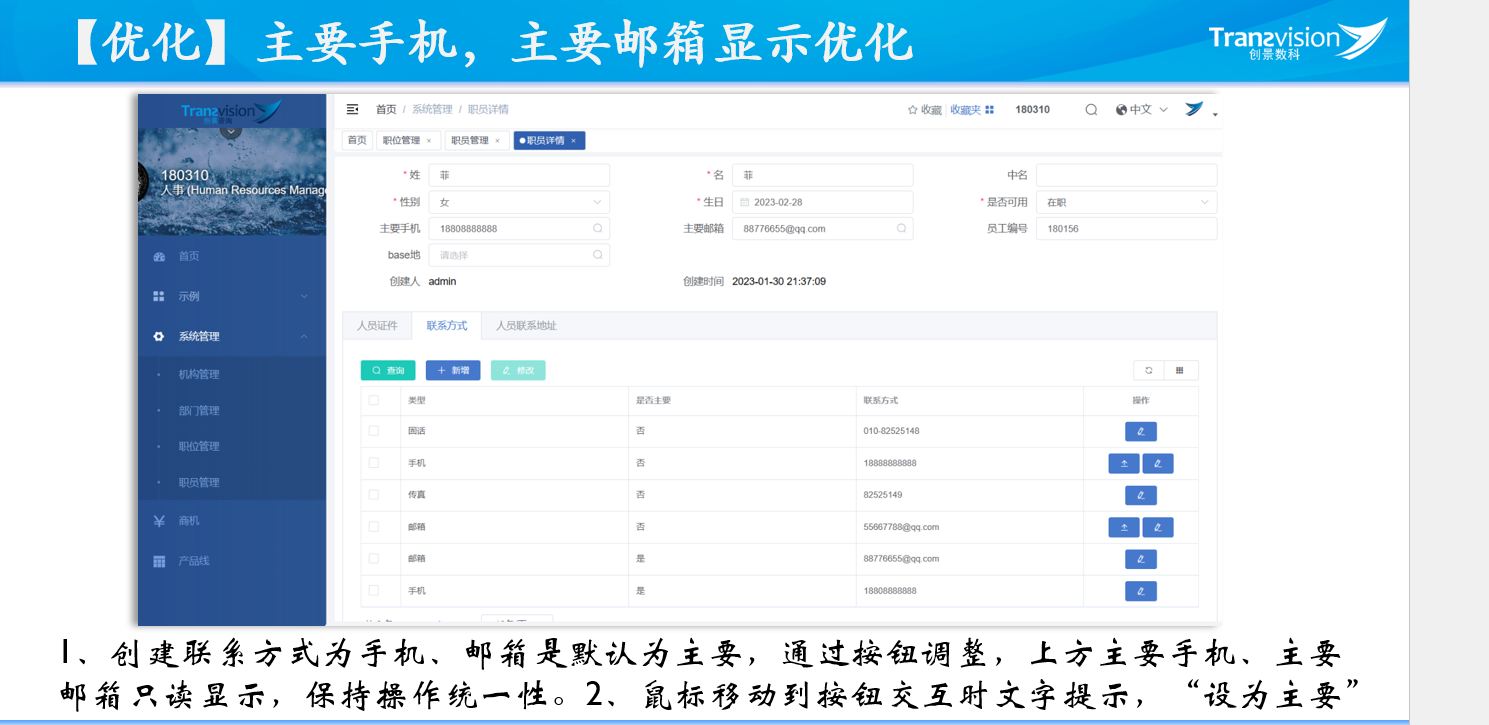 【优化】主要手机，主要邮箱显示优化
Transvision
创景数科
Transvision
首页 / 系统管理 / 职员详情
收藏 收藏夹 180310 中文
首页 职位管理 × 职员管理 × 职员详情 ×
180310
人事 (Human Resources Manag
首页
示例
系统管理
机构管理
部门管理
职位管理
职员管理
商机
产品线
* 姓 菲 * 名 菲 中名
* 性别 女 * 生日 2023-02-28 * 是否可用 在职
主要手机 18808888888 主要邮箱 88776655@qq.com 员工编号 180156
base地 请选择
创建人 admin 创建时间 2023-01-30 21:37:09
人员证件 联系方式 人员联系地址
查询 新增 修改
类型 是否主要 联系方式 操作
固话 否 010-82525148
手机 否 18888888888
传真 否 82525149
邮箱 否 55667788@qq.com
邮箱 是 88776655@qq.com
手机 是 18808888888
1、创建联系方式为手机、邮箱是默认为主要，通过按钮调整，上方主要手机、主要
邮箱只读显示，保持操作统一性。2、鼠标移动到按钮交互时文字提示，“设为主要”